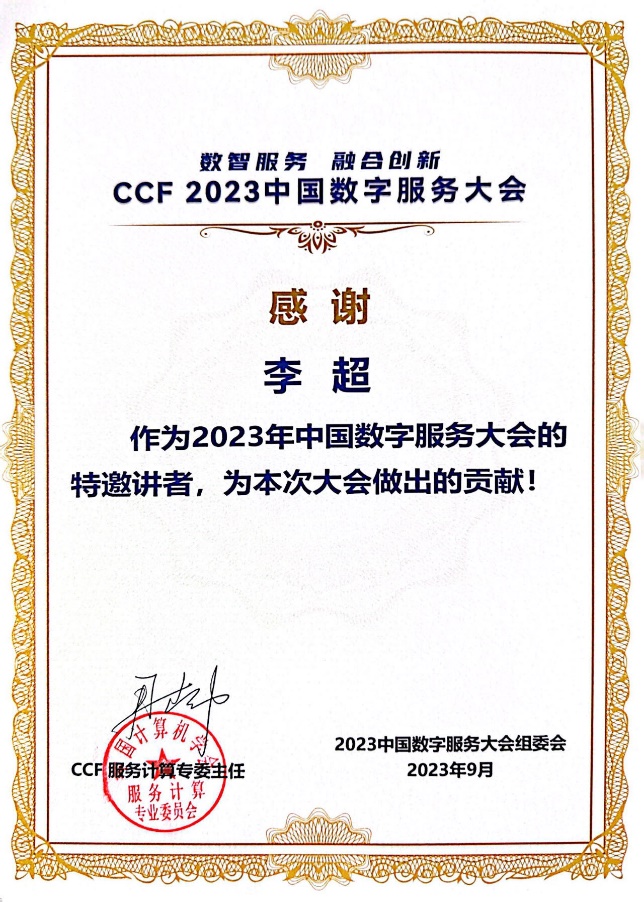 数智服务 融合创新
CCF 2023中国数字服务大会
感谢
李超
作为2023年中国数字服务大会的
特邀讲者，为本次大会做出的贡献！
2023中国数字服务大会组委会
CCF服务计算专委主任
2023年9月
中国计算机学会
服务计算
专业委员会